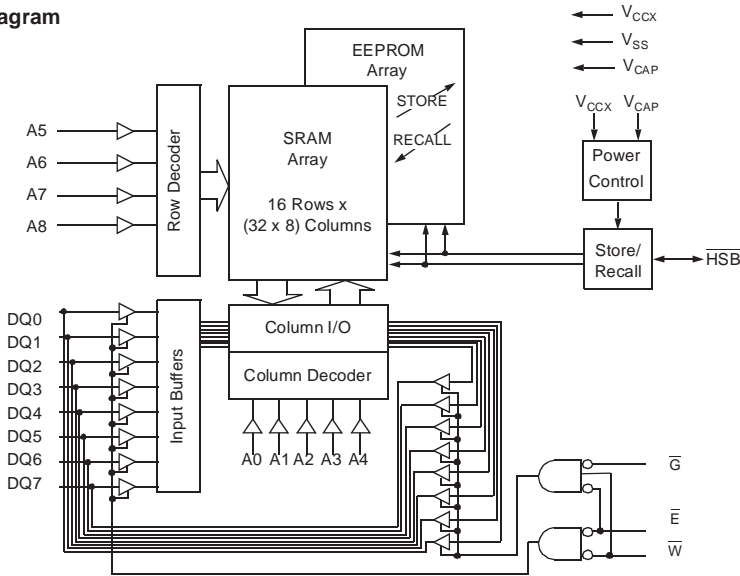 agram
V_CCX
V_SS
V_CAP
EEPROM
Array
STORE
RECALL
V_CCX V_CAP
Power
Control
A5
A6
A7
A8
Row Decoder
SRAM
Array
16 Rows x
(32 x 8) Columns
Store/
Recall
H̅S̅B̅
DQ0
DQ1
DQ2
DQ3
DQ4
DQ5
DQ6
DQ7
Input Buffers
Column I/O
Column Decoder
A0 A1 A2 A3 A4
G̅
E̅
W̅